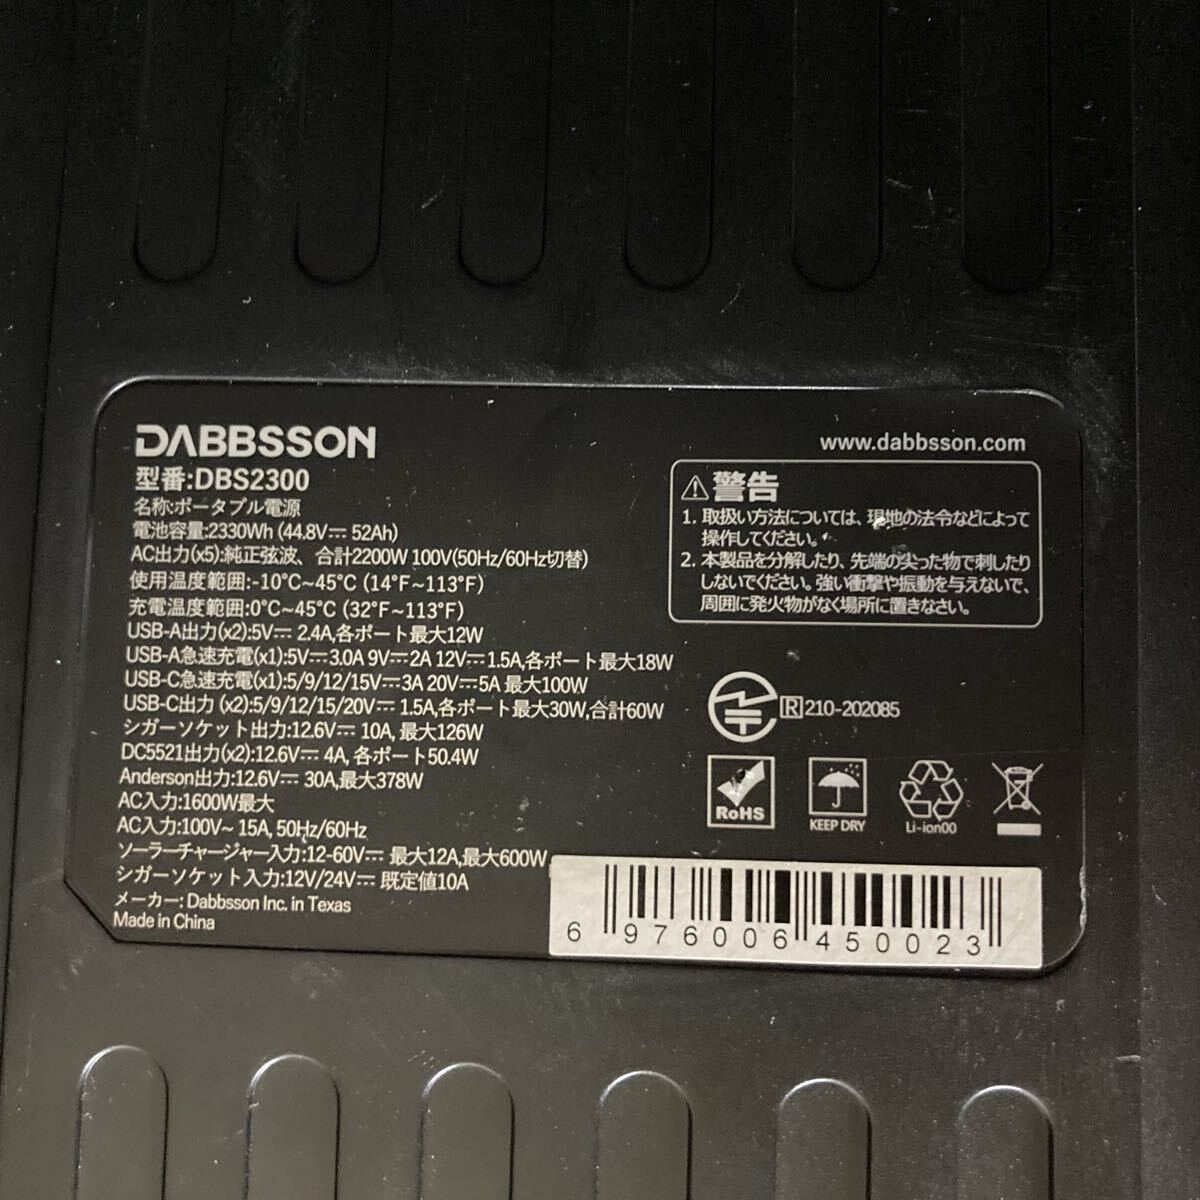 DABBSSON
型番:DBS2300
名称:ポータブル電源
電池容量:2330Wh (44.8V⎓ 52Ah)
AC出力(x5):純正弦波、合計2200W 100V(50Hz/60Hz切替)
使用温度範囲:-10°C~45°C (14°F~113°F)
充電温度範囲:0°C~45°C (32°F~113°F)
USB-A出力(x2):5V⎓ 2.4A,各ポート最大12W
USB-A急速充電(x1):5V⎓3.0A 9V⎓2A 12V⎓1.5A,各ポート最大18W
USB-C急速充電(x1):5/9/12/15V⎓3A 20V⎓5A 最大100W
USB-C出力 (x2):5/9/12/15/20V⎓ 1.5A,各ポート最大30W,合計60W
シガーソケット出力:12.6V⎓ 10A, 最大126W
DC5521出力(x2):12.6V⎓ 4A, 各ポート50.4W
Anderson出力:12.6V⎓ 30A,最大378W
AC入力:1600W最大
AC入力:100V~ 15A, 50Hz/60Hz
ソーラーチャージャー入力:12-60V⎓ 最大12A,最大600W
シガーソケット入力:12V/24V⎓ 既定値10A
メーカー: Dabbsson Inc. in Texas
Made in China
www.dabbsson.com
⚠警告
1. 取扱い方法については、現地の法令などによって
操作してください。
2. 本製品を分解したり、先端の尖った物で刺したり
しないでください。強い衝撃や振動を与えないで、
周囲に発火物がなく場所に置きなさい。
R 210-202085
RoHS
KEEP DRY
Li-ion00
6 976006 450023